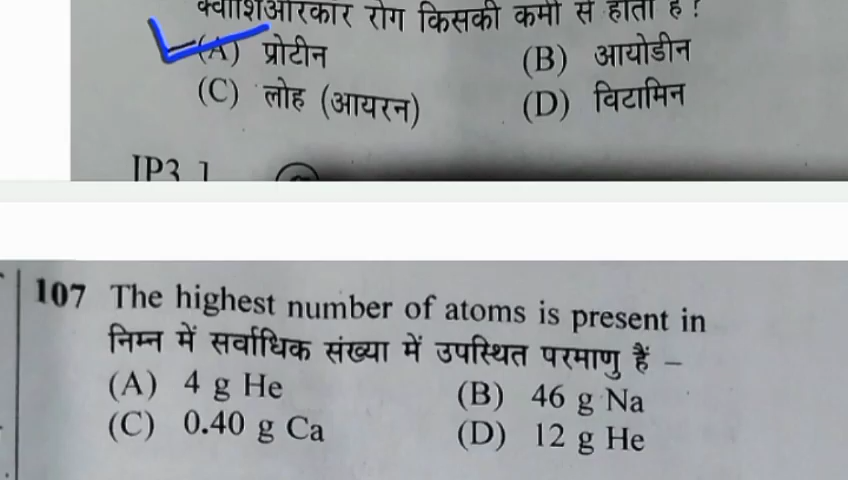 क्वाशिओरकार रोग किसकी कमी से होता है ?
(A) प्रोटीन (B) आयोडीन
(C) लोह (आयरन) (D) विटामिन
JP3_1
107 The highest number of atoms is present in
निम्न में सर्वाधिक संख्या में उपस्थित परमाणु हैं –
(A) 4 g He (B) 46 g Na
(C) 0.40 g Ca (D) 12 g He